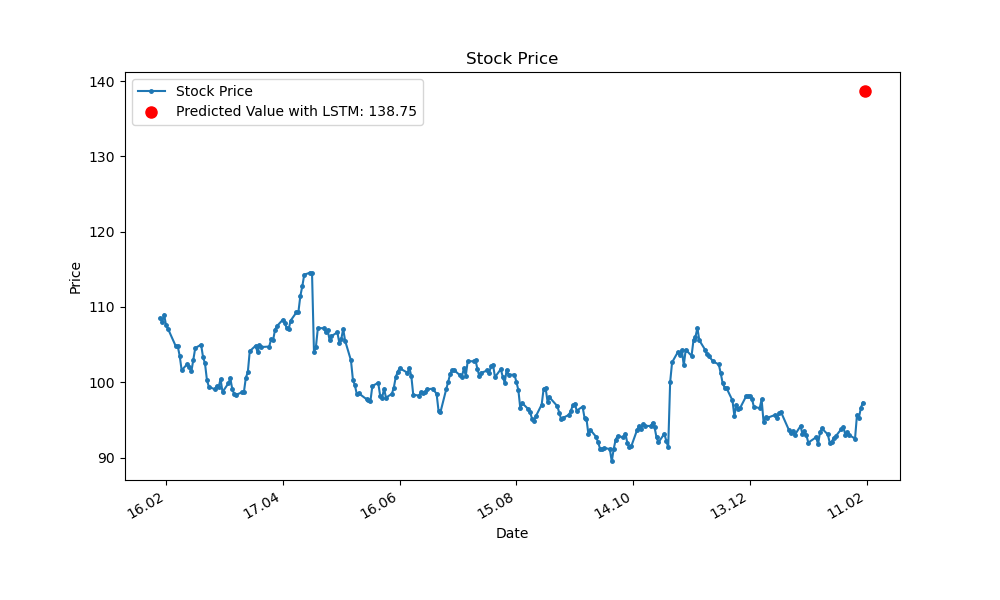 Stock Price
Stock Price
Predicted Value with LSTM: 138.75
140
130
120
110
100
90
Price
16.02
17.04
16.06
15.08
14.10
13.12
11.02
Date